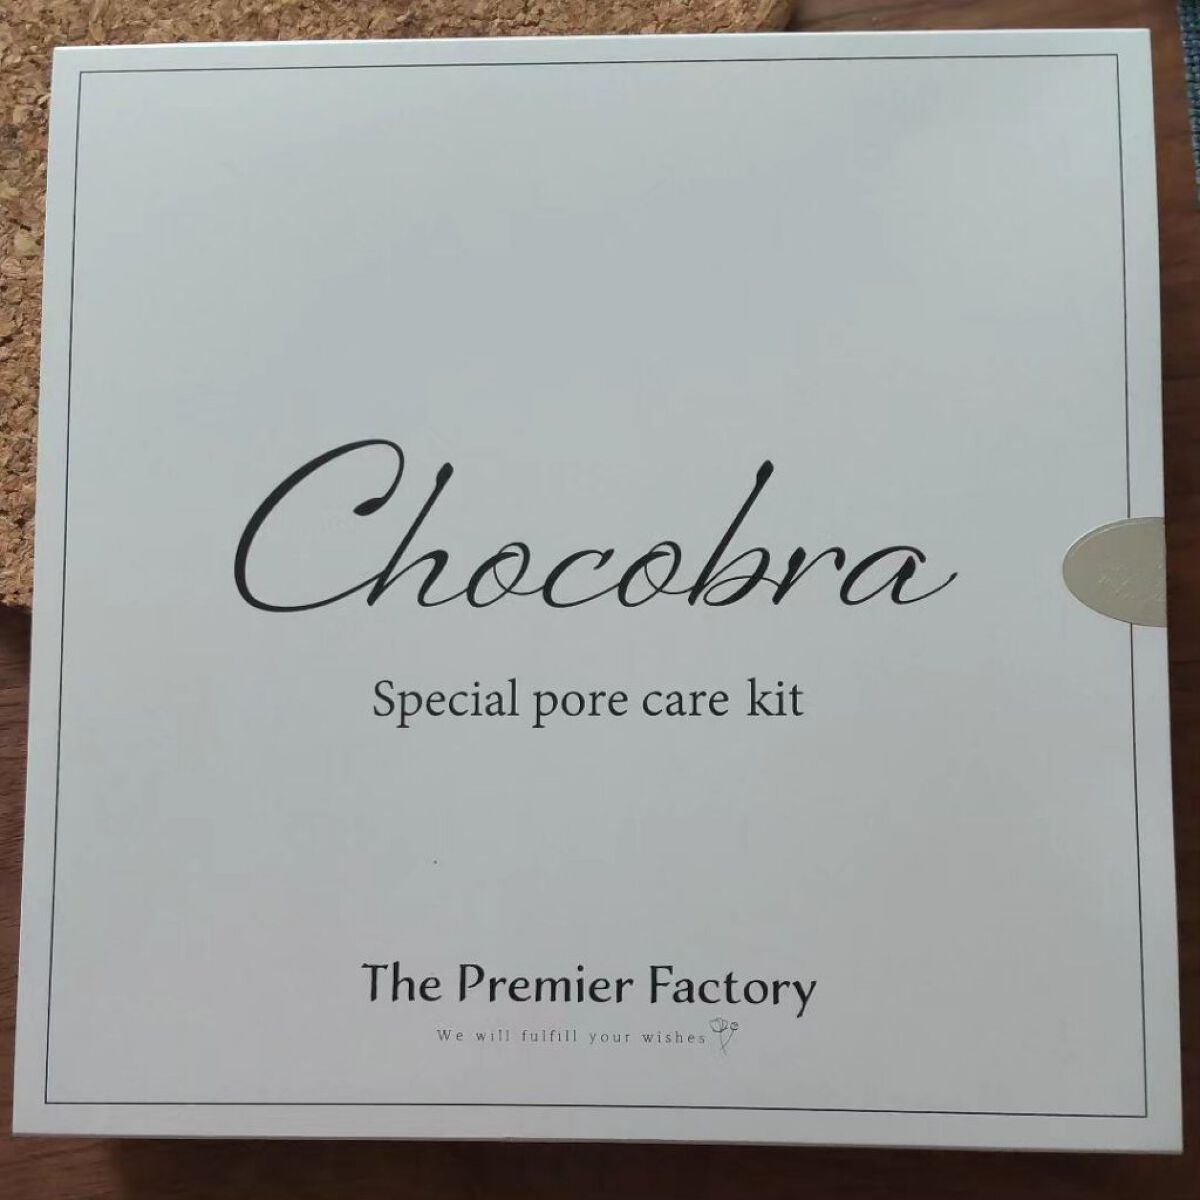 Chocobra
Special pore care kit
The Premier Factory
We will fulfill your wishes